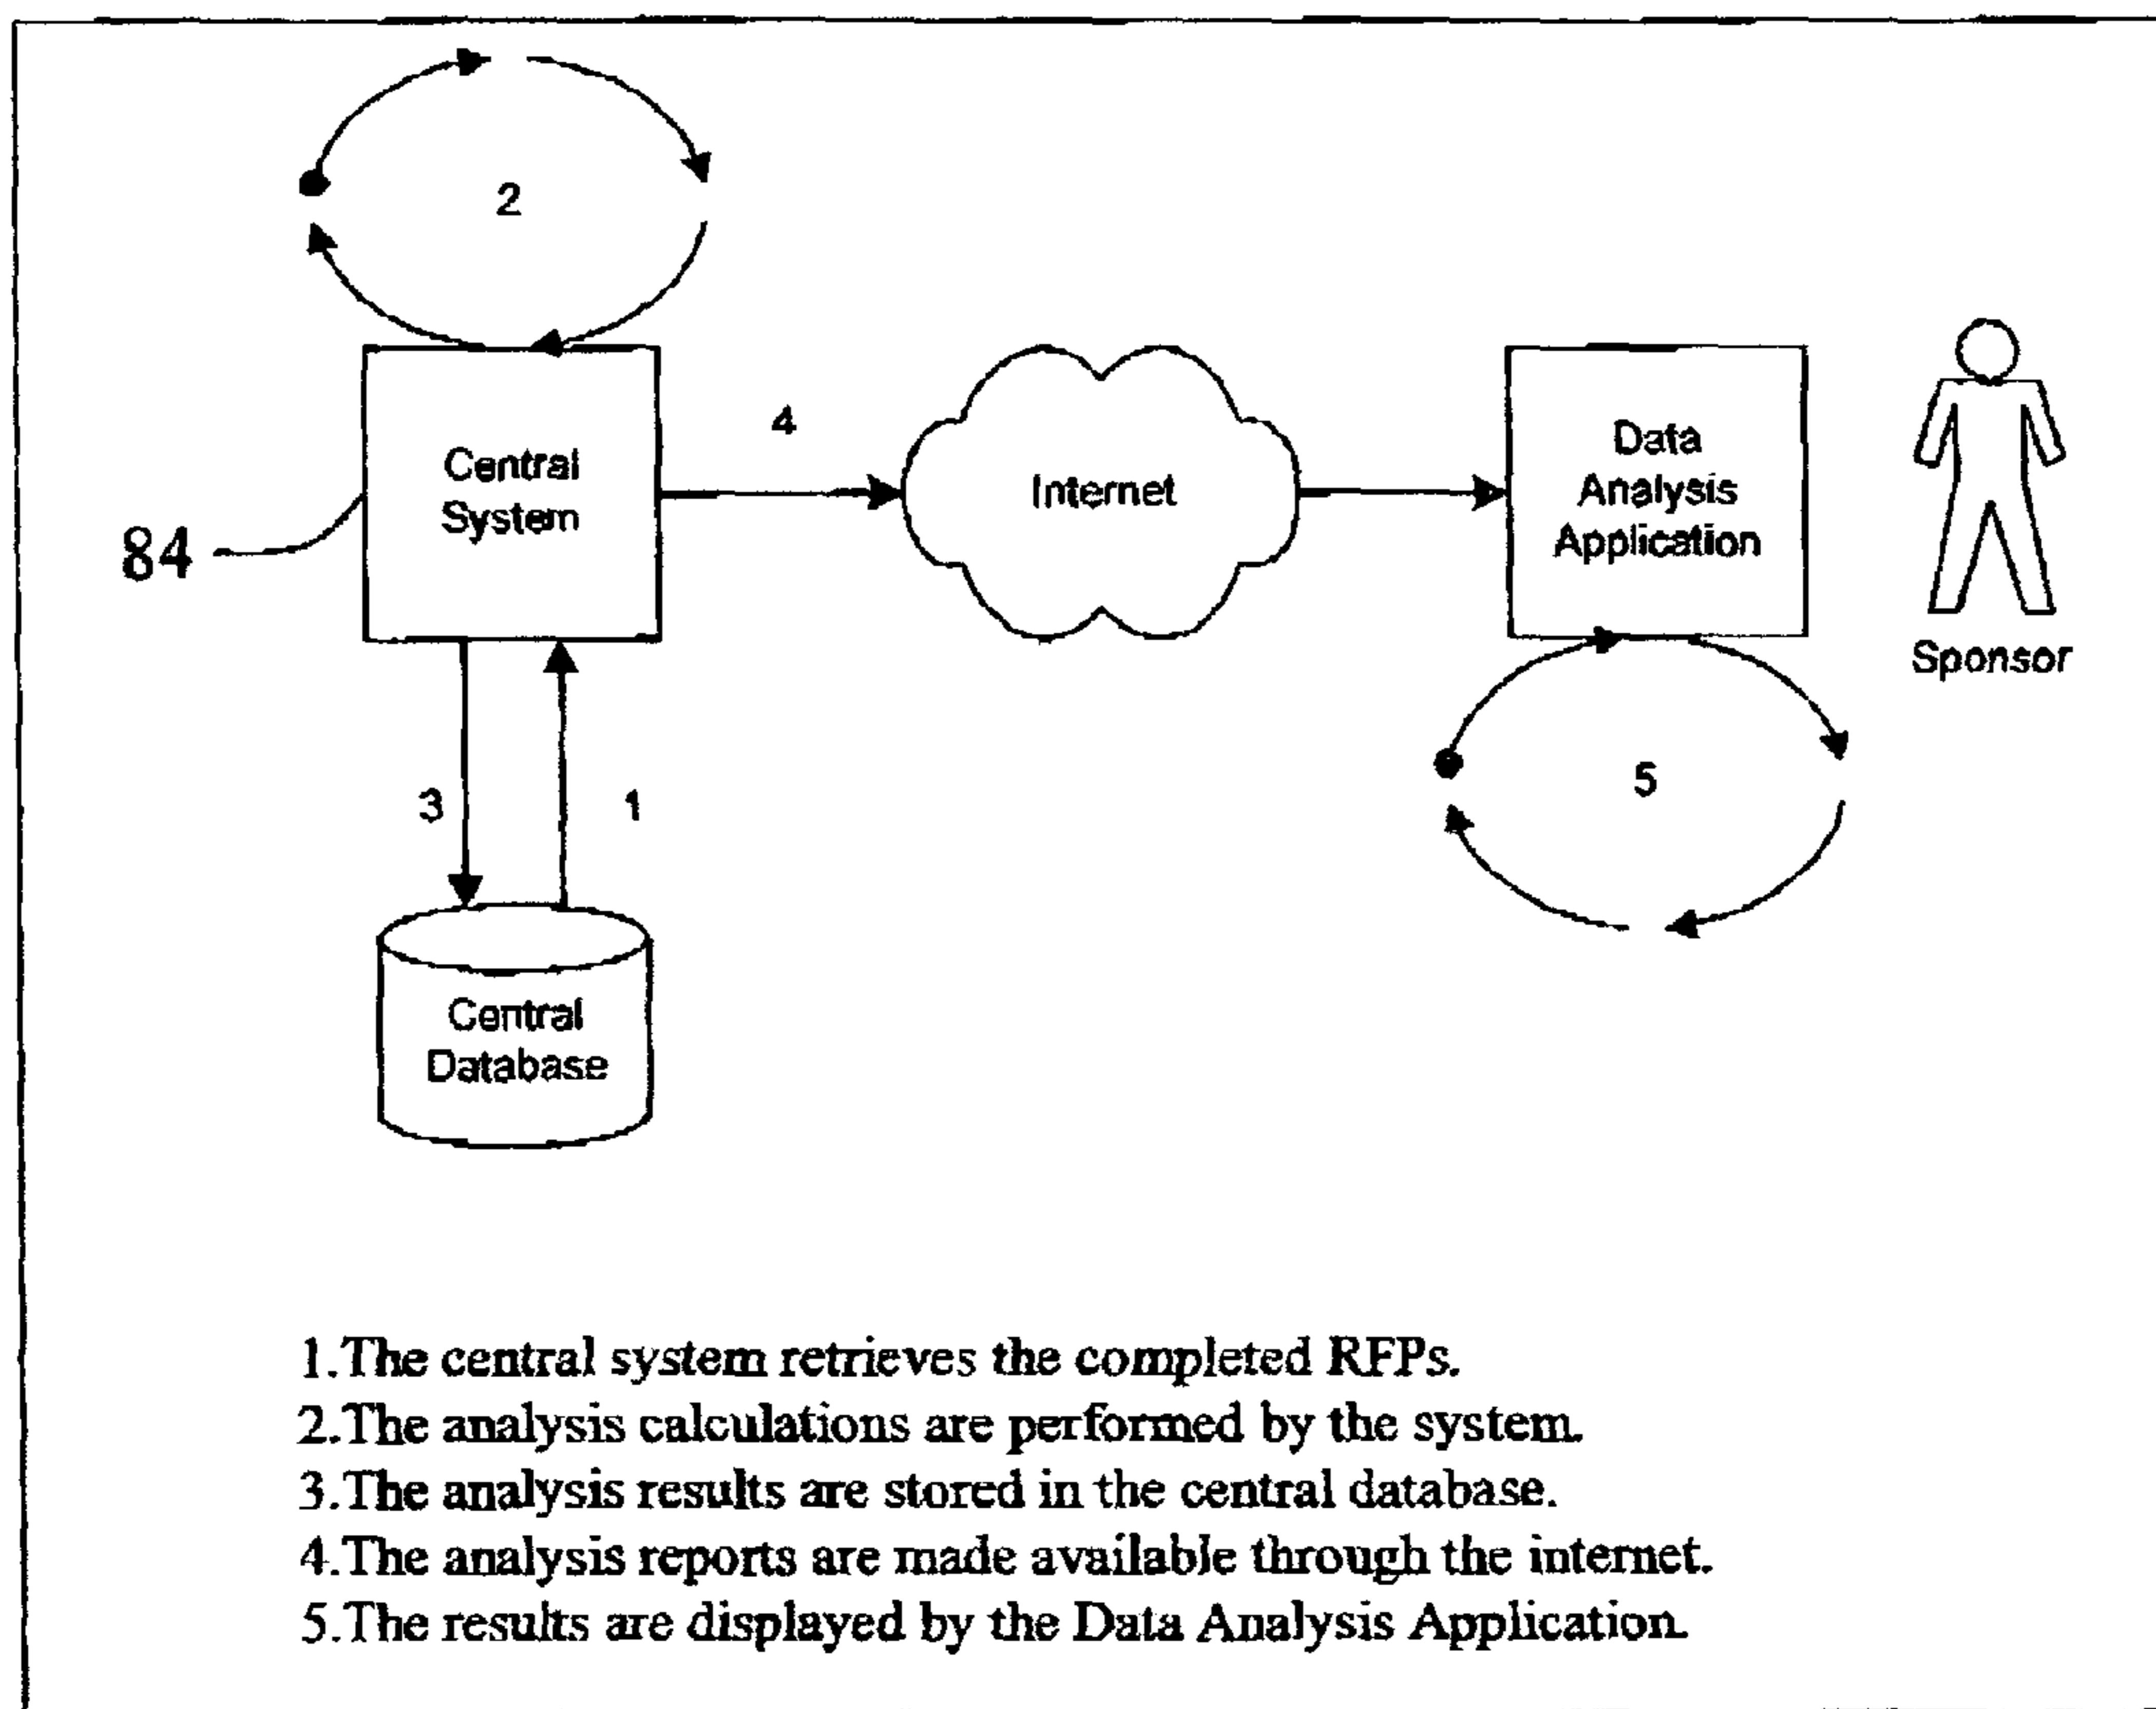 2
4
Central
System
Internet
Data
Analysis
Application
84
Sponsor
3
1
5
Central
Database
1.The central system retrieves the completed RFPs.
2.The analysis calculations are performed by the system.
3.The analysis results are stored in the central database.
4.The analysis reports are made available through the internet.
5.The results are displayed by the Data Analysis Application.